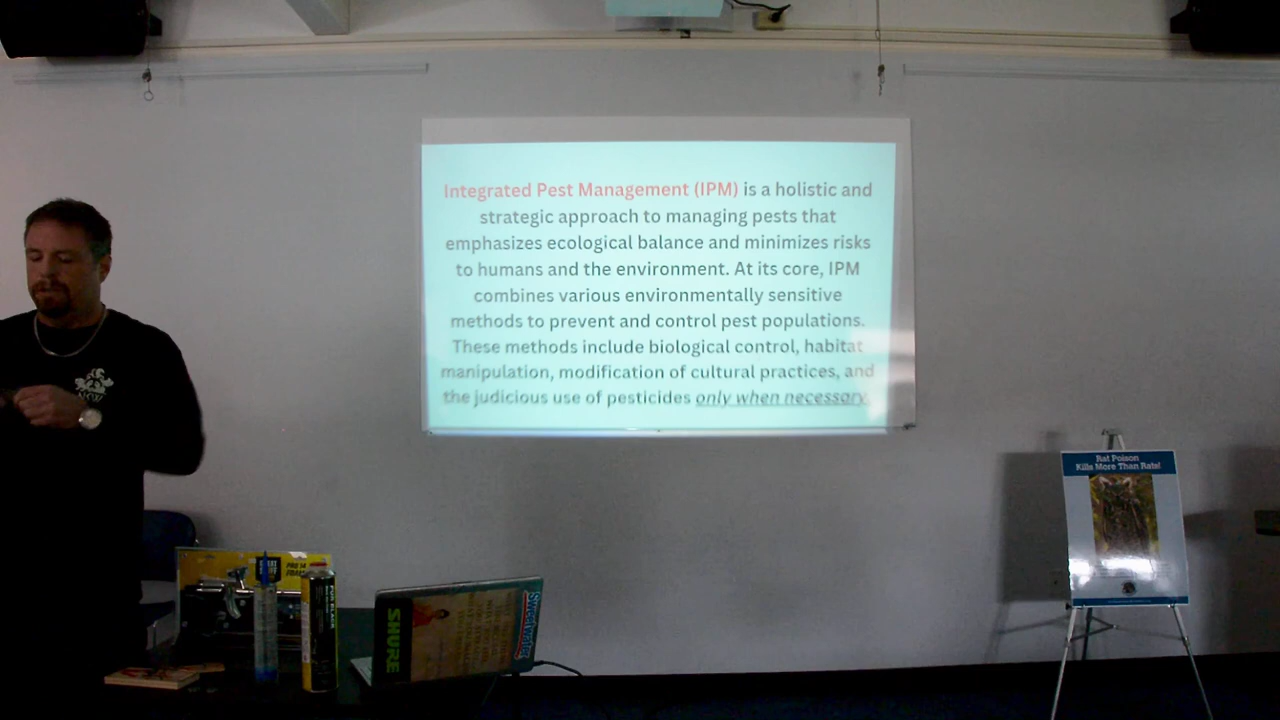 Integrated Pest Management (IPM) is a holistic and
strategic approach to managing pests that
emphasizes ecological balance and minimizes risks
to humans and the environment. At its core, IPM
combines various environmentally sensitive
methods to prevent and control pest populations.
These methods include biological control, habitat
manipulation, modification of cultural practices, and
the judicious use of pesticides only when necessary.
Rat Poison
Kills More Than Rats!
PRO 14
SHURE
Sweetwater